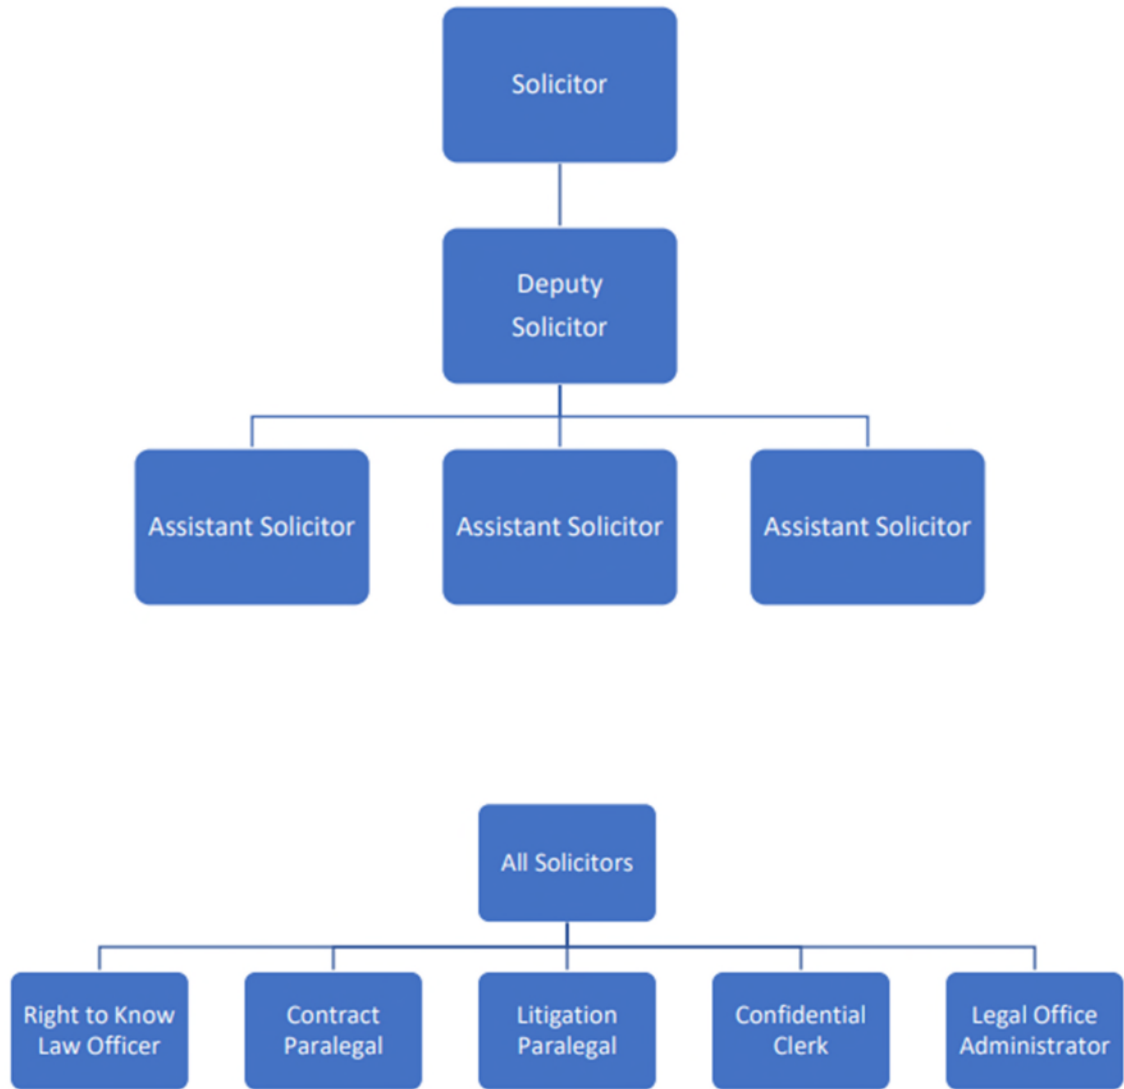 Solicitor
Deputy
Solicitor
Assistant Solicitor
Assistant Solicitor
Assistant Solicitor
All Solicitors
Right to Know
Law Officer
Contract
Paralegal
Litigation
Paralegal
Confidential
Clerk
Legal Office
Administrator